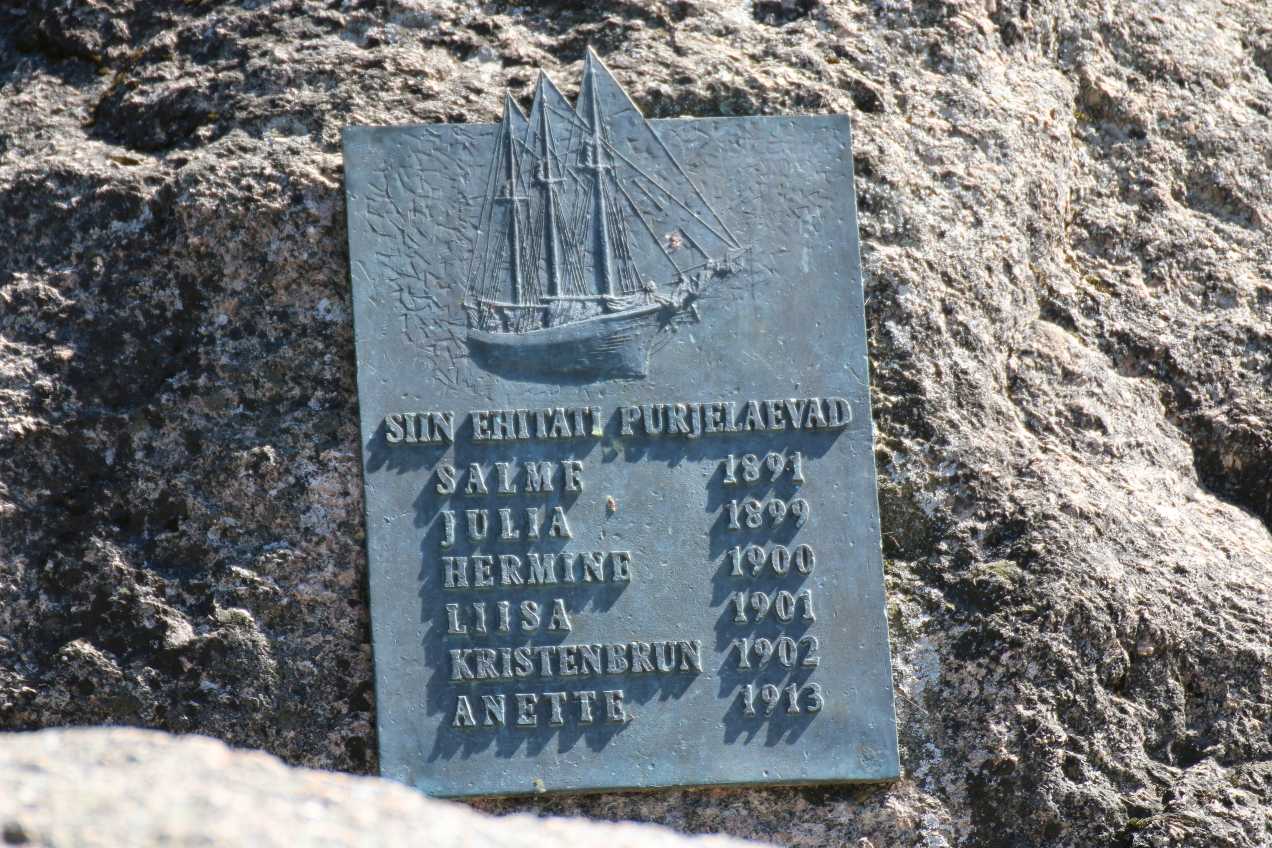 SIIN EHITATI PURJELAEVAD
SALME 1891
JULIA 1899
HERMINE 1900
LIISA 1901
KRISTENBRUN 1902
ANETTE 1913